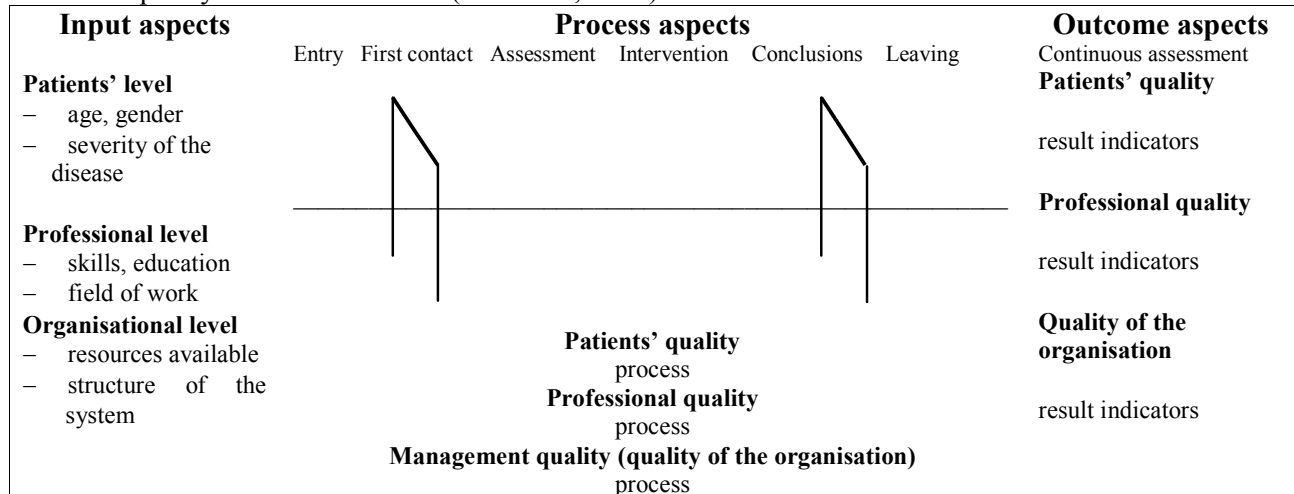 Input aspects
Patients’ level
– age, gender
– severity of the
disease
Professional level
– skills, education
– field of work
Organisational level
– resources available
– structure of the
system
Process aspects
Entry First contact Assessment Intervention Conclusions Leaving
Patients’ quality
process
Professional quality
process
Management quality (quality of the organisation)
process
Outcome aspects
Continuous assessment
Patients’ quality
result indicators
Professional quality
result indicators
Quality of the
organisation
result indicators